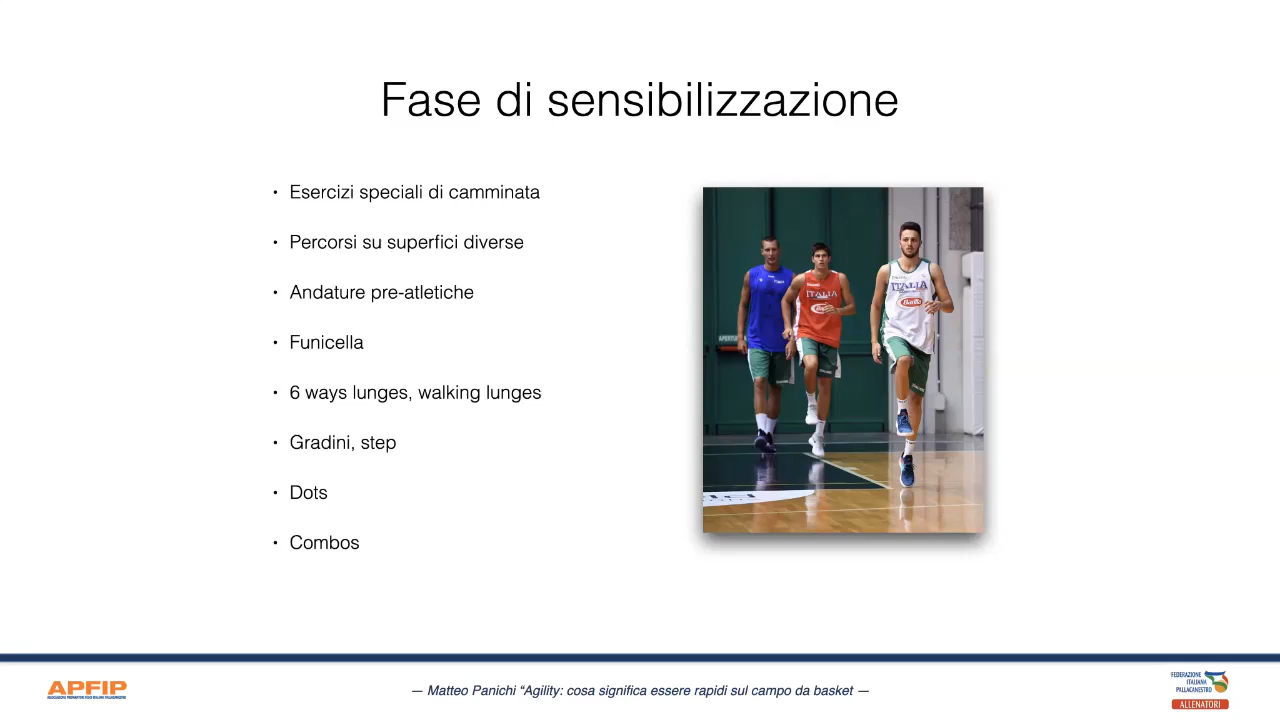 Fase di sensibilizzazione
• Esercizi speciali di camminata
• Percorsi su superfici diverse
• Andature pre-atletiche
• Funicella
• 6 ways lunges, walking lunges
• Gradini, step
• Dots
• Combos
ITALIA
ITALIA
APFIP
— Matteo Panichi “Agility: cosa significa essere rapidi sul campo da basket —
FEDERAZIONE
ITALIANA
PALLACANESTRO
ALLENATORI